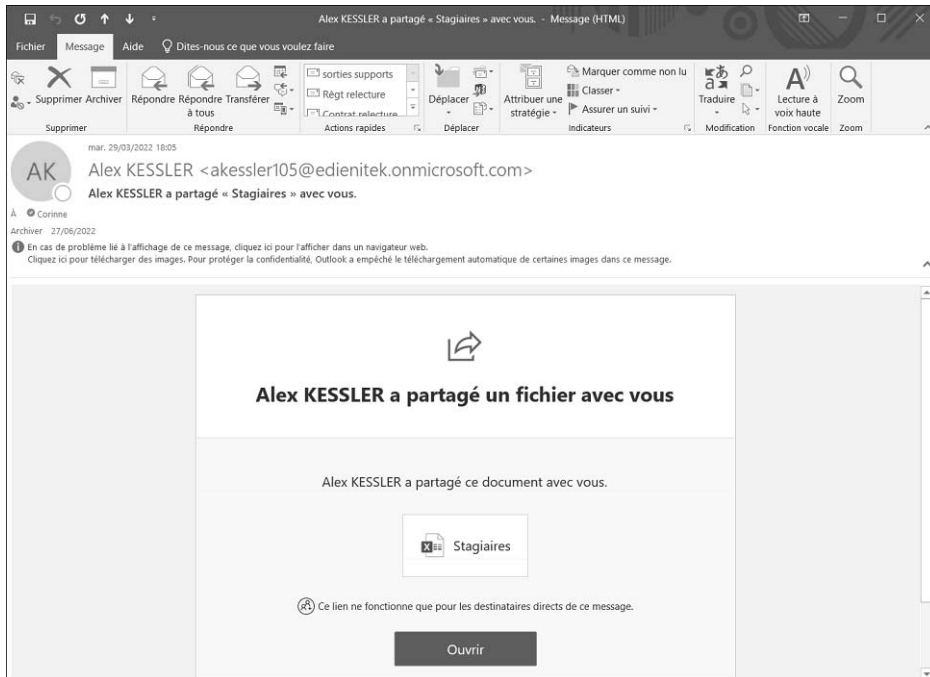 Alex KESSLER a partagé « Stagiaires » avec vous. - Message (HTML)
Fichier Message Aide Dites-nous ce que vous voulez faire
Supprimer Archiver
Répondre Répondre à tous Transférer
sorties supports
Règt relecture
Contrat relecture
Déplacer
Attribuer une stratégie
Marquer comme non lu
Classer
Assurer un suivi
Traduire
Lecture à voix haute
Zoom
Supprimer Répondre Actions rapides Déplacer Indicateurs Modification Fonction vocale Zoom
mar. 29/03/2022 18:05
AK
Alex KESSLER <akessler105@edienitek.onmicrosoft.com>
Alex KESSLER a partagé « Stagiaires » avec vous.
À Corinne
Archiver 27/06/2022
En cas de problème lié à l'affichage de ce message, cliquez ici pour l'afficher dans un navigateur web.
Cliquez ici pour télécharger des images. Pour protéger la confidentialité, Outlook a empêché le téléchargement automatique de certaines images dans ce message.
Alex KESSLER a partagé un fichier avec vous
Alex KESSLER a partagé ce document avec vous.
Stagiaires
Ce lien ne fonctionne que pour les destinataires directs de ce message.
Ouvrir